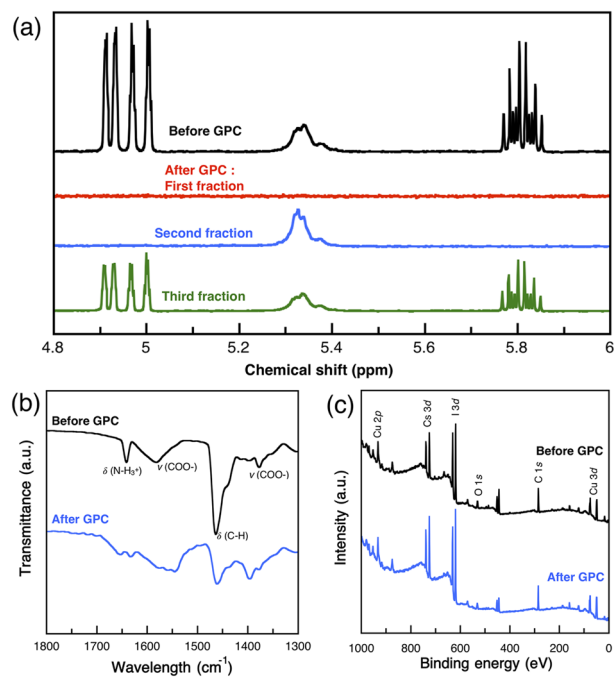 (a)
Before GPC
After GPC :
First fraction
Second fraction
Third fraction
4.8 5 5.2 5.4 5.6 5.8 6
Chemical shift (ppm)
(b)
Before GPC
δ (N-H₃⁺)
ν (COO-)
ν (COO-)
δ (C-H)
After GPC
Transmittance (a.u.)
1800 1700 1600 1500 1400 1300
Wavelength (cm⁻¹)
(c)
Cu 2p
Cs 3d
I 3d
O 1s
C 1s
Cu 3d
Before GPC
After GPC
Intensity (a.u.)
1000 800 600 400 200 0
Binding energy (eV)